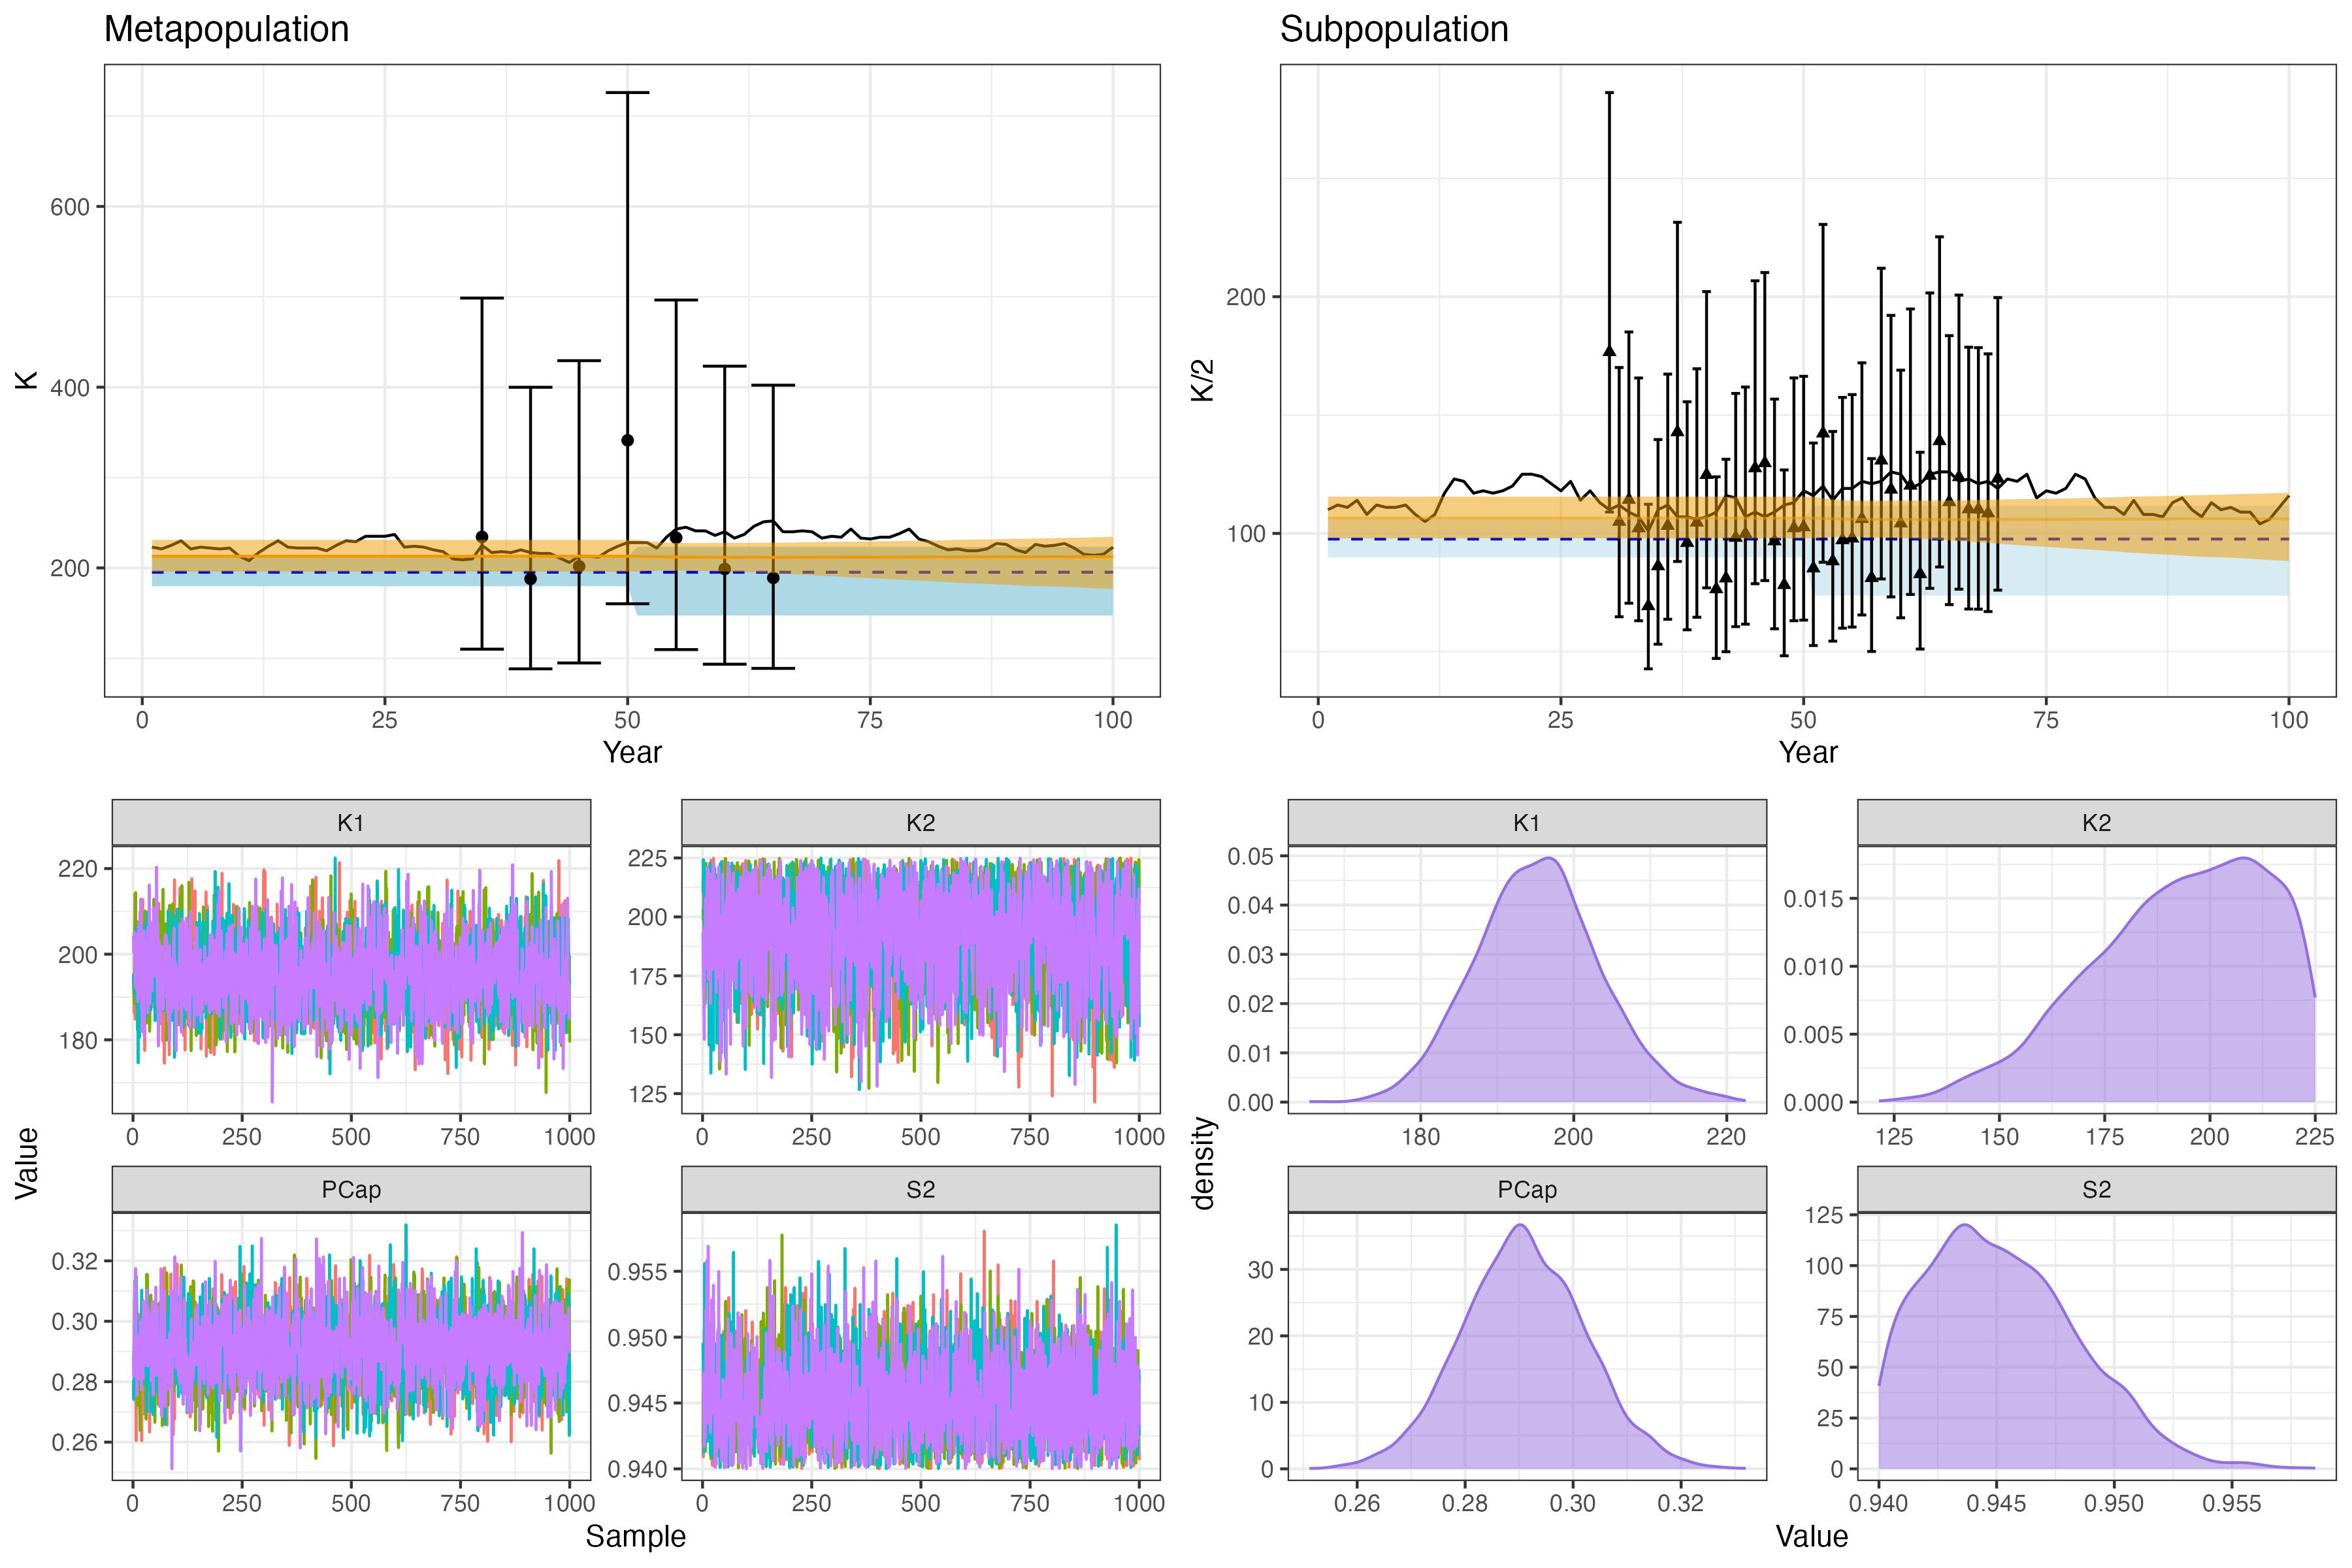 Metapopulation
Subpopulation
K
600
400
200
0 25 50 75 100
Year
K/2
200
100
0 25 50 75 100
Year
K1
220
200
180
0 250 500 750 1000
K2
225
200
175
150
125
0 250 500 750 1000
K1
0.05
0.04
0.03
0.02
0.01
0.00
180 200 220
K2
0.015
0.010
0.005
0.000
125 150 175 200 225
Value
density
PCap
0.32
0.30
0.28
0.26
0 250 500 750 1000
S2
0.955
0.950
0.945
0.940
0 250 500 750 1000
Sample
PCap
30
20
10
0
0.26 0.28 0.30 0.32
S2
125
100
75
50
25
0
0.940 0.945 0.950 0.955
Value